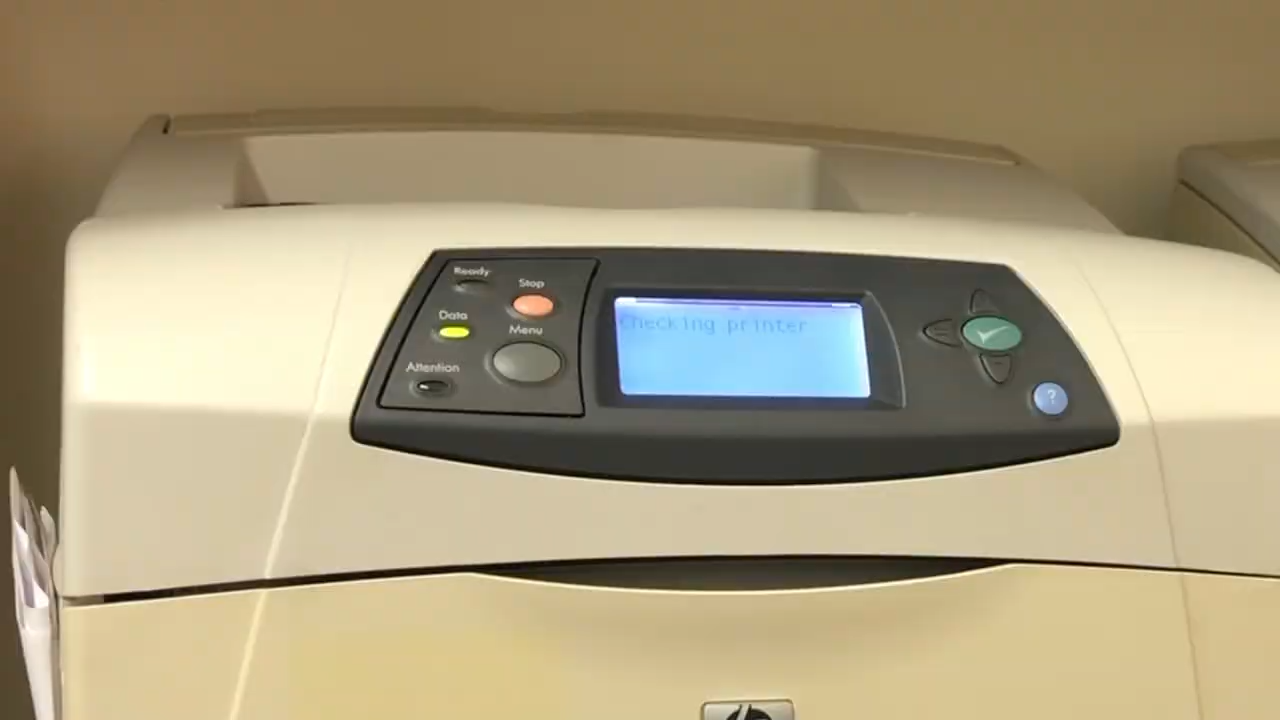 Ready
Stop
Data
Menu
Attention
Checking printer
?